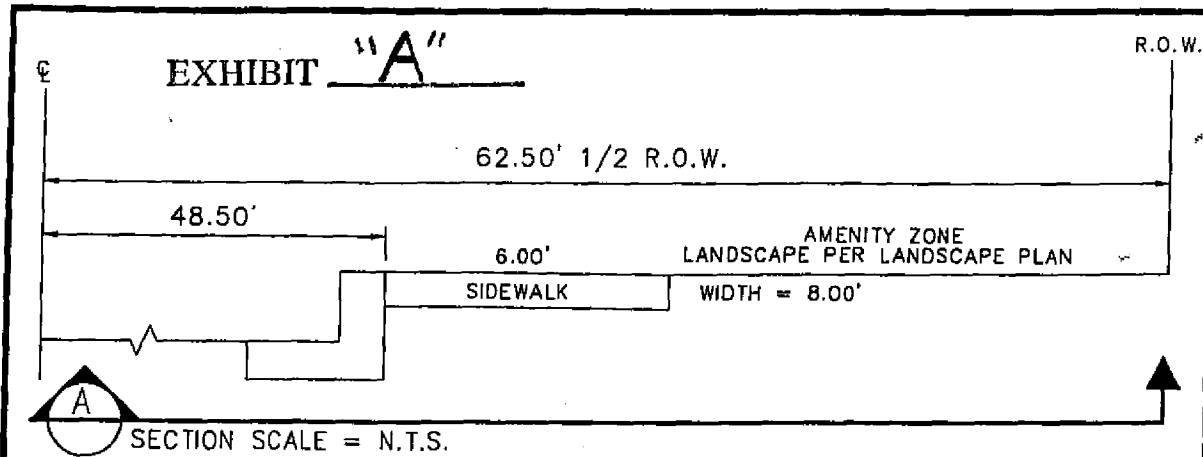 R.O.W.
℄ EXHIBIT "A"
62.50' 1/2 R.O.W.
48.50'
AMENITY ZONE
6.00' LANDSCAPE PER LANDSCAPE PLAN
SIDEWALK WIDTH = 8.00'
A
SECTION SCALE = N.T.S.